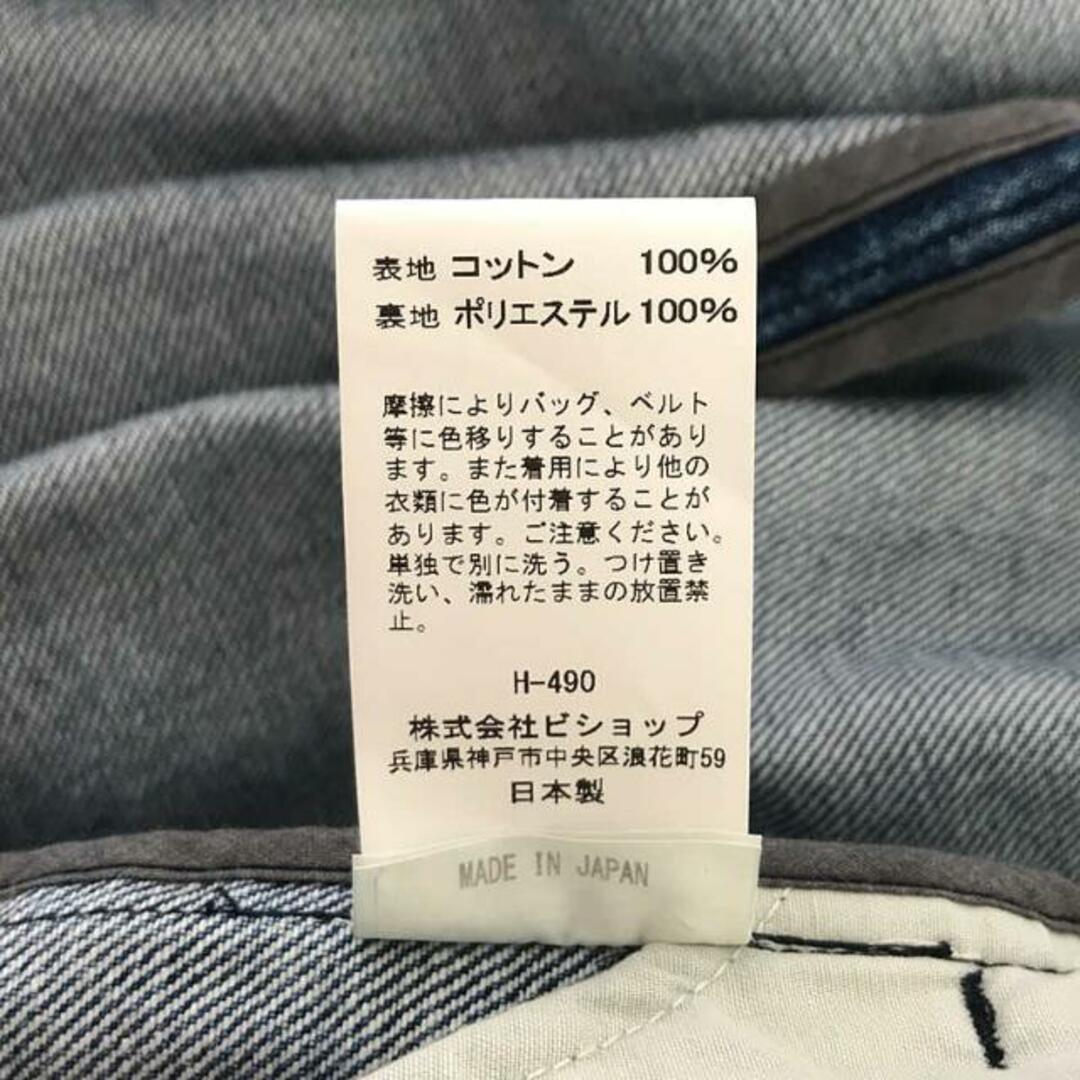 表地 コットン 100%
裏地 ポリエステル 100%
摩擦によりバッグ、ベルト
等に色移りすることがあり
ます。また着用により他の
衣類に色が付着することが
あります。ご注意ください。
単独で別に洗う。つけ置き
洗い、濡れたままの放置禁
止。
H-490
株式会社ビショップ
兵庫県神戸市中央区浪花町59
日本製
MADE IN JAPAN